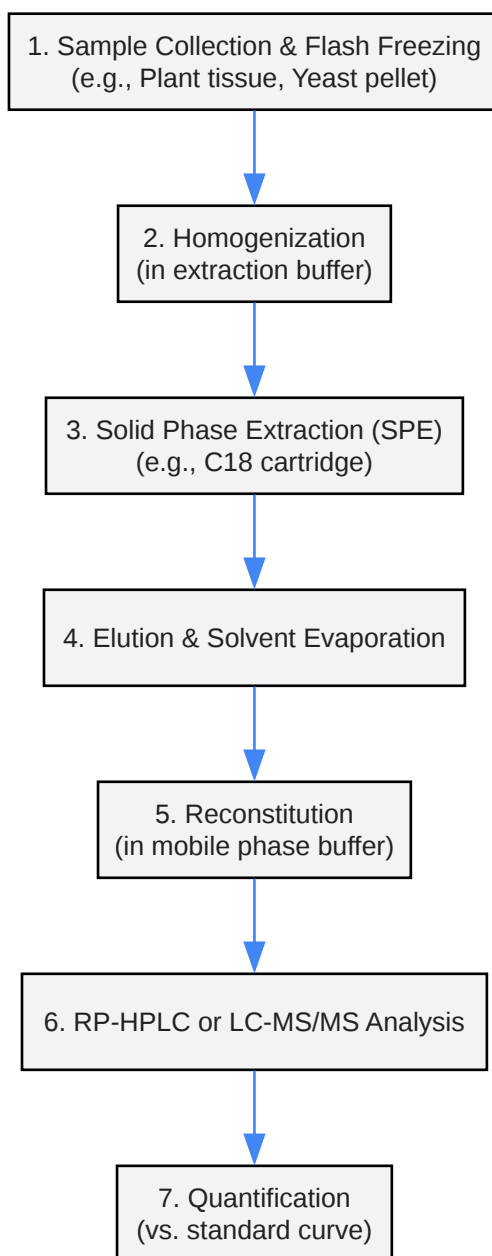 1. Sample Collection & Flash Freezing
(e.g., Plant tissue, Yeast pellet)
2. Homogenization
(in extraction buffer)
3. Solid Phase Extraction (SPE)
(e.g., C18 cartridge)
4. Elution & Solvent Evaporation
5. Reconstitution
(in mobile phase buffer)
6. RP-HPLC or LC-MS/MS Analysis
7. Quantification
(vs. standard curve)